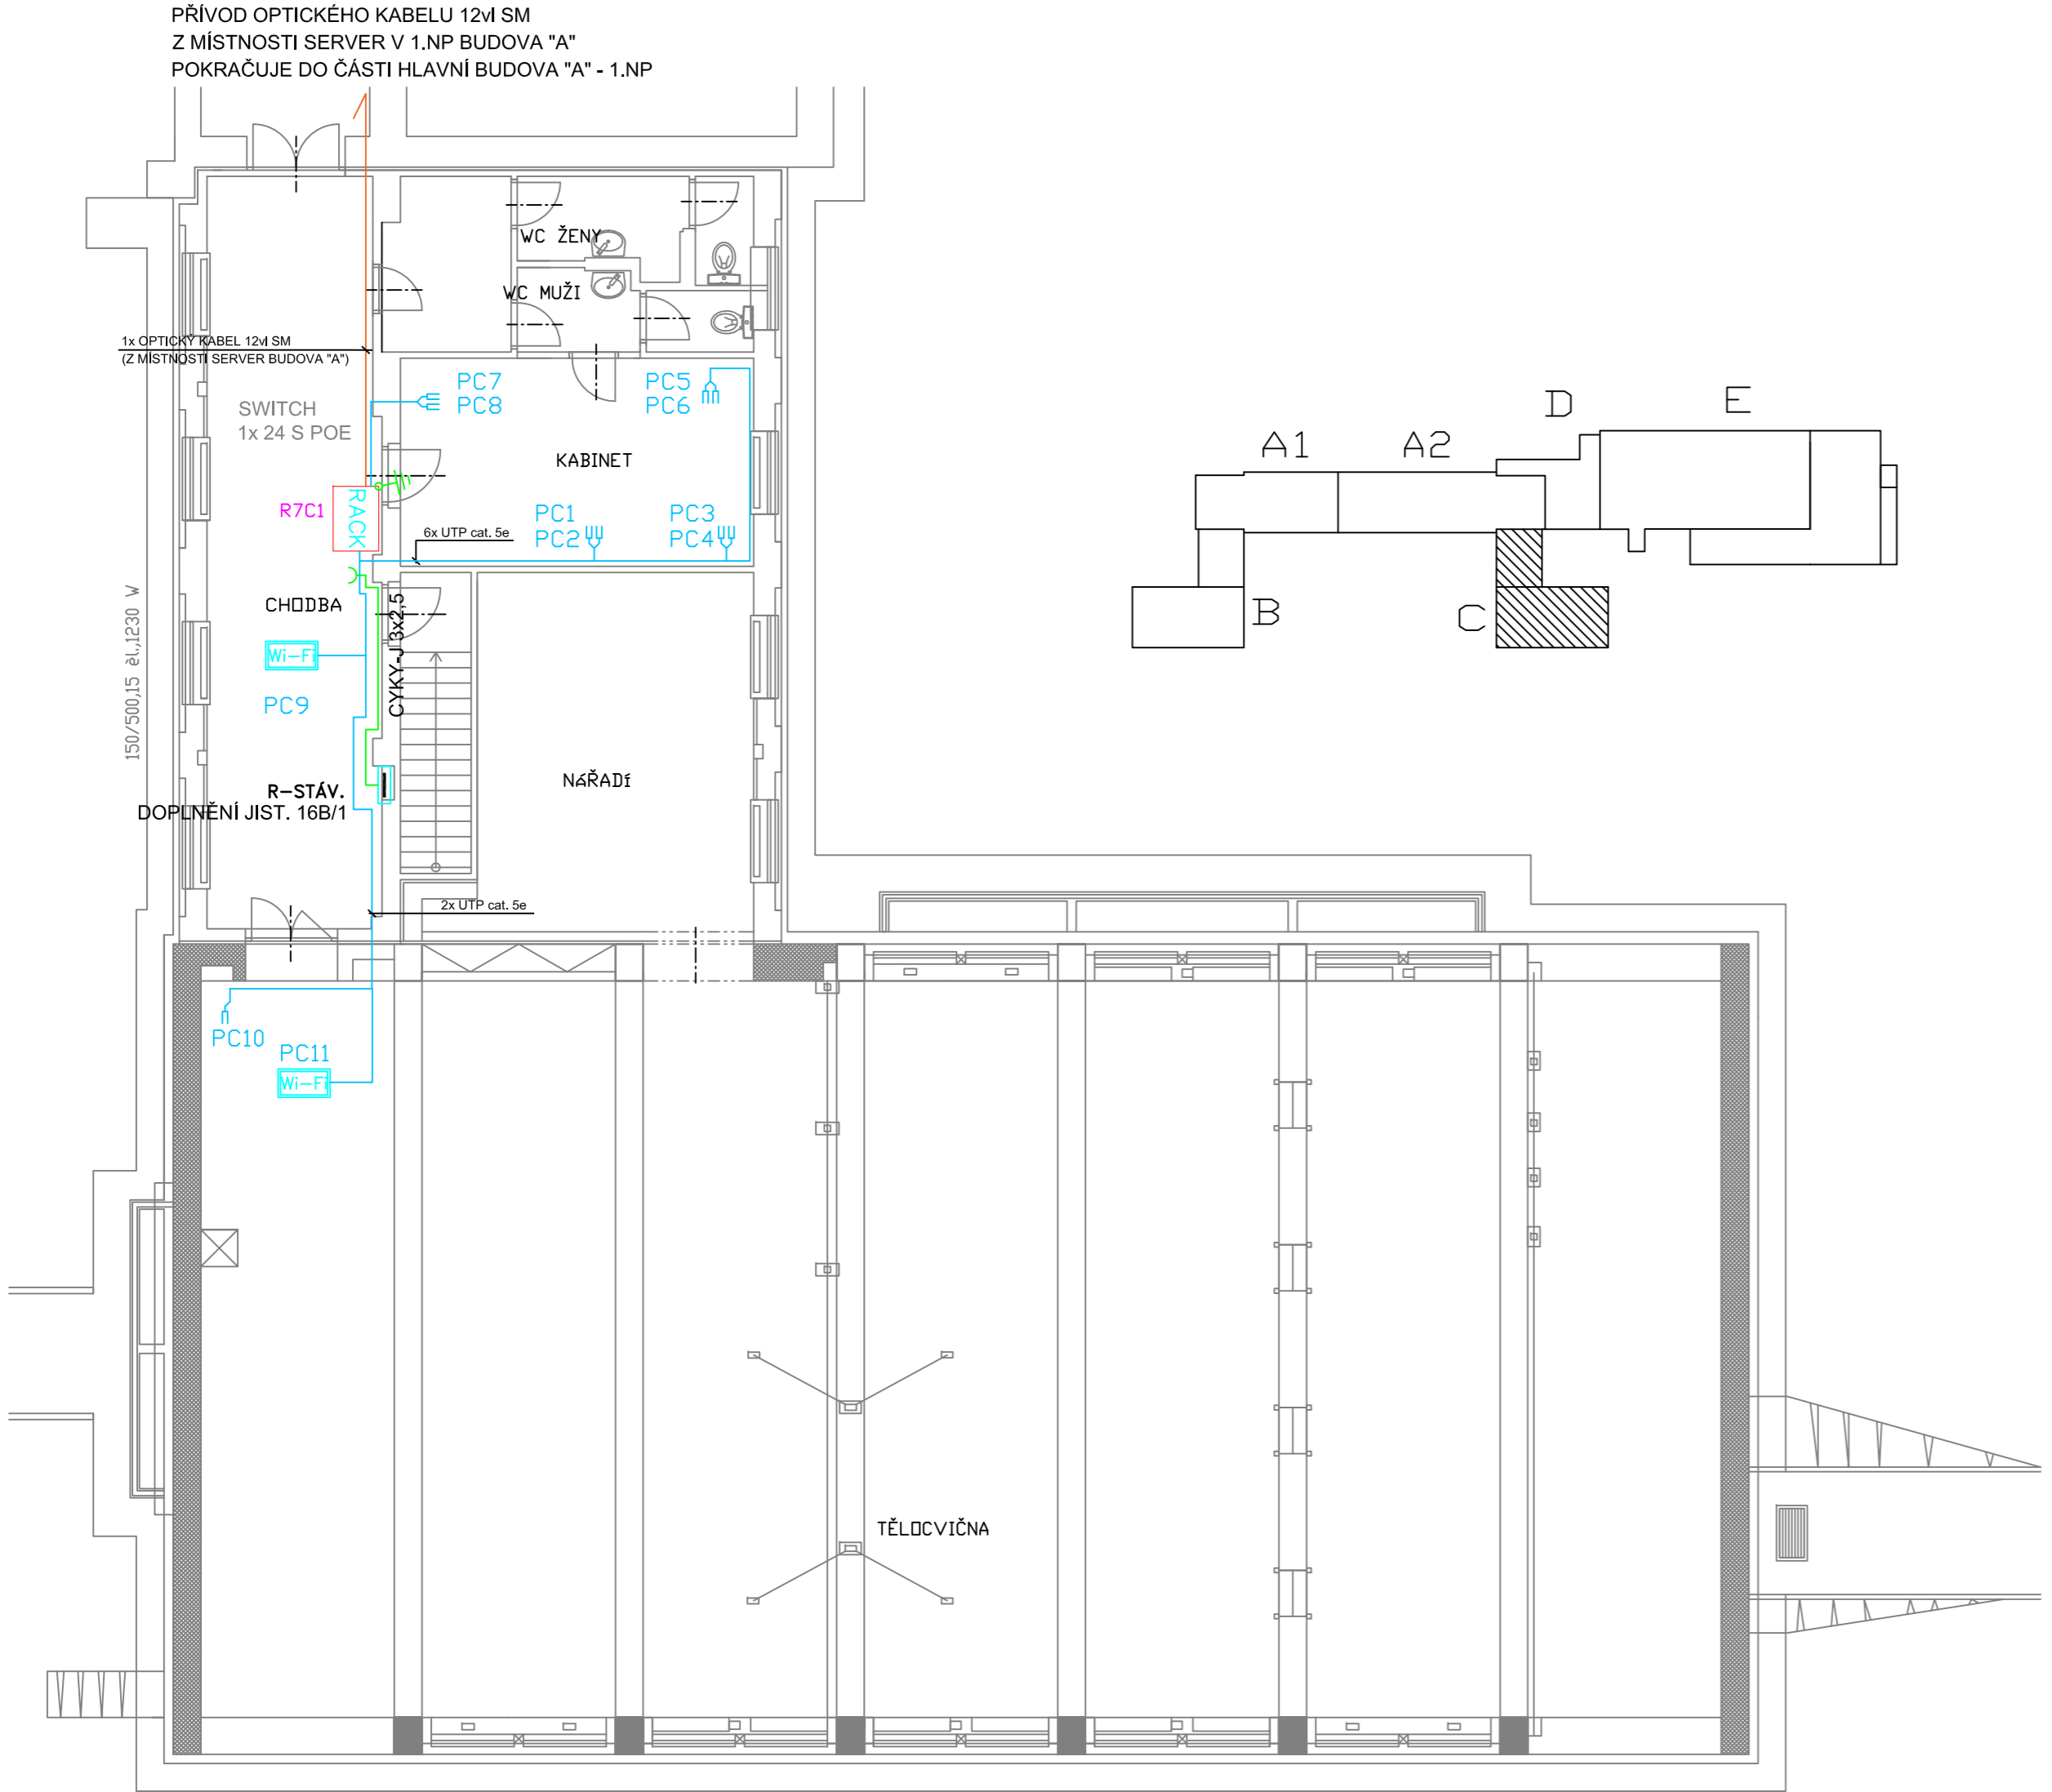 PŘÍVOD OPTICKÉHO KABELU 12vl SM
Z MÍSTNOSTI SERVER V 1.NP BUDOVA "A"
POKRAČUJE DO ČÁSTI HLAVNÍ BUDOVA "A" - 1.NP
WC ŽENY
WC MUŽI
1x OPTICKÝ KABEL 12vl SM
(Z MÍSTNOSTI SERVER BUDOVA "A")
PC7
PC8
PC5
PC6
SWITCH
1x 24 S POE
KABINET
R7C1
RACK
PC1
PC2
PC3
PC4
6x UTP cat. 5e
CHODBA
CYKY-J 3x2,5
Wi-Fi
PC9
150/500,15 èl.,1230 W
R-STÁV.
DOPLNĚNÍ JIST. 16B/1
NáŘADí
2x UTP cat. 5e
PC10
PC11
Wi-Fi
TĚLOCVIČNA
A1
A2
D
E
B
C